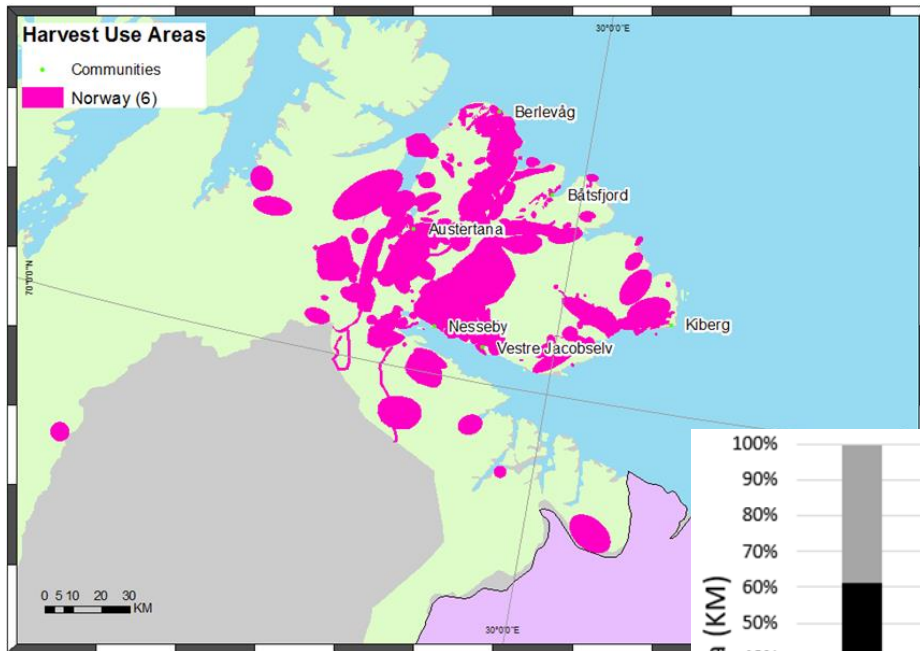 Harvest Use Areas
Communities
Norway (6)
30°0'0"E
Berlevåg
Båtsfjord
Austertana
70°0'0"N
Nesseby
Kiberg
Vestre Jacobselv
0 5 10 20 30
KM
30°0'0"E
100%
90%
80%
70%
60%
50%
(KM)